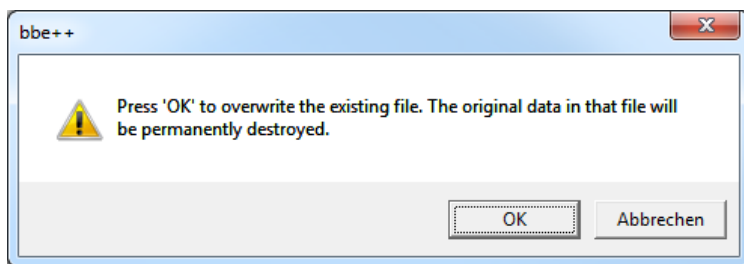 bbe++
Press 'OK' to overwrite the existing file. The original data in that file will
be permanently destroyed.
OK
Abbrechen